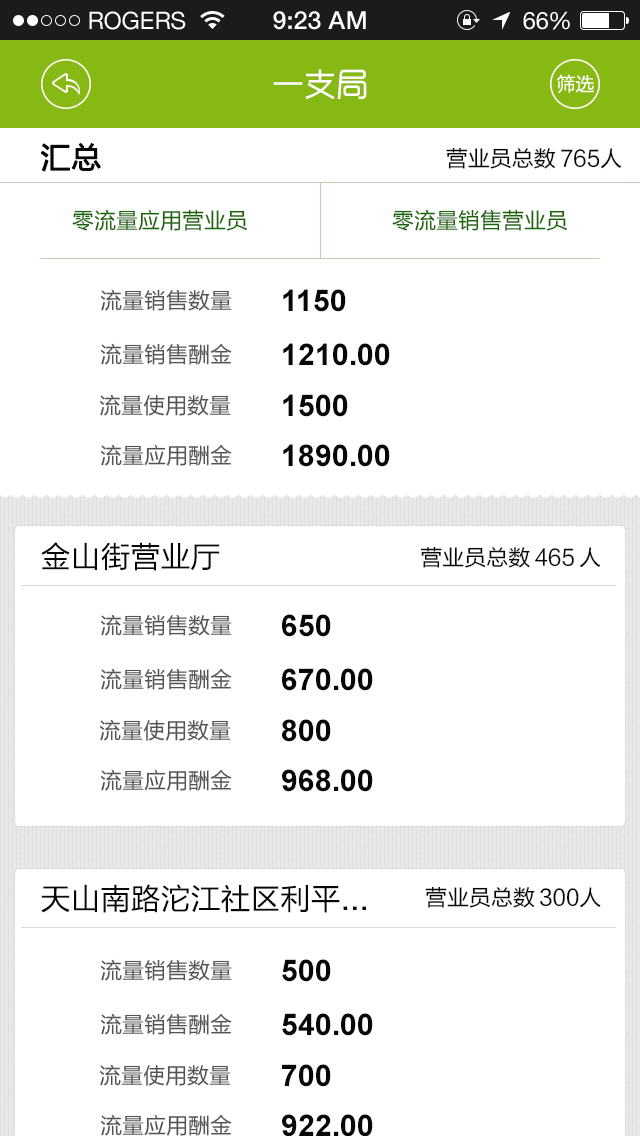 ROGERS 9:23 AM 66%
一支局 筛选
汇总 营业员总数 765人
零流量应用营业员 零流量销售营业员
流量销售数量 1150
流量销售酬金 1210.00
流量使用数量 1500
流量应用酬金 1890.00
金山街营业厅 营业员总数 465 人
流量销售数量 650
流量销售酬金 670.00
流量使用数量 800
流量应用酬金 968.00
天山南路沱江社区利平... 营业员总数 300人
流量销售数量 500
流量销售酬金 540.00
流量使用数量 700
流量应用酬金 922.00